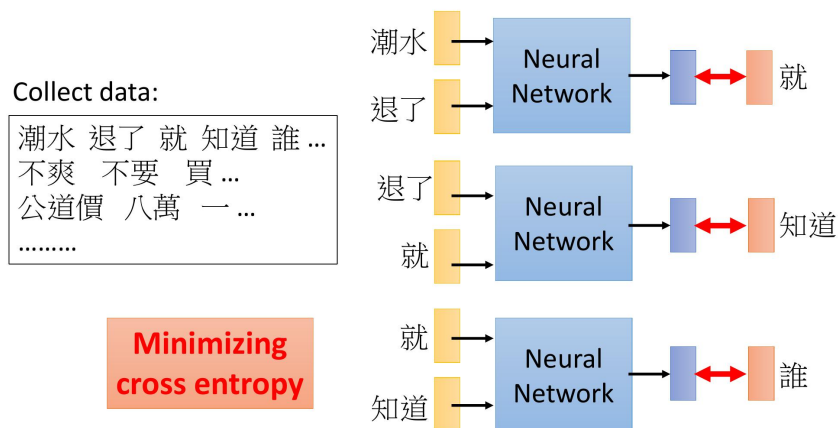 Collect data:
潮水 退了 就 知道 誰 ...
不爽 不要 買 ...
公道價 八萬 一 ...
………
Minimizing
cross entropy
潮水
退了
Neural
Network
就
退了
就
Neural
Network
知道
就
知道
Neural
Network
誰